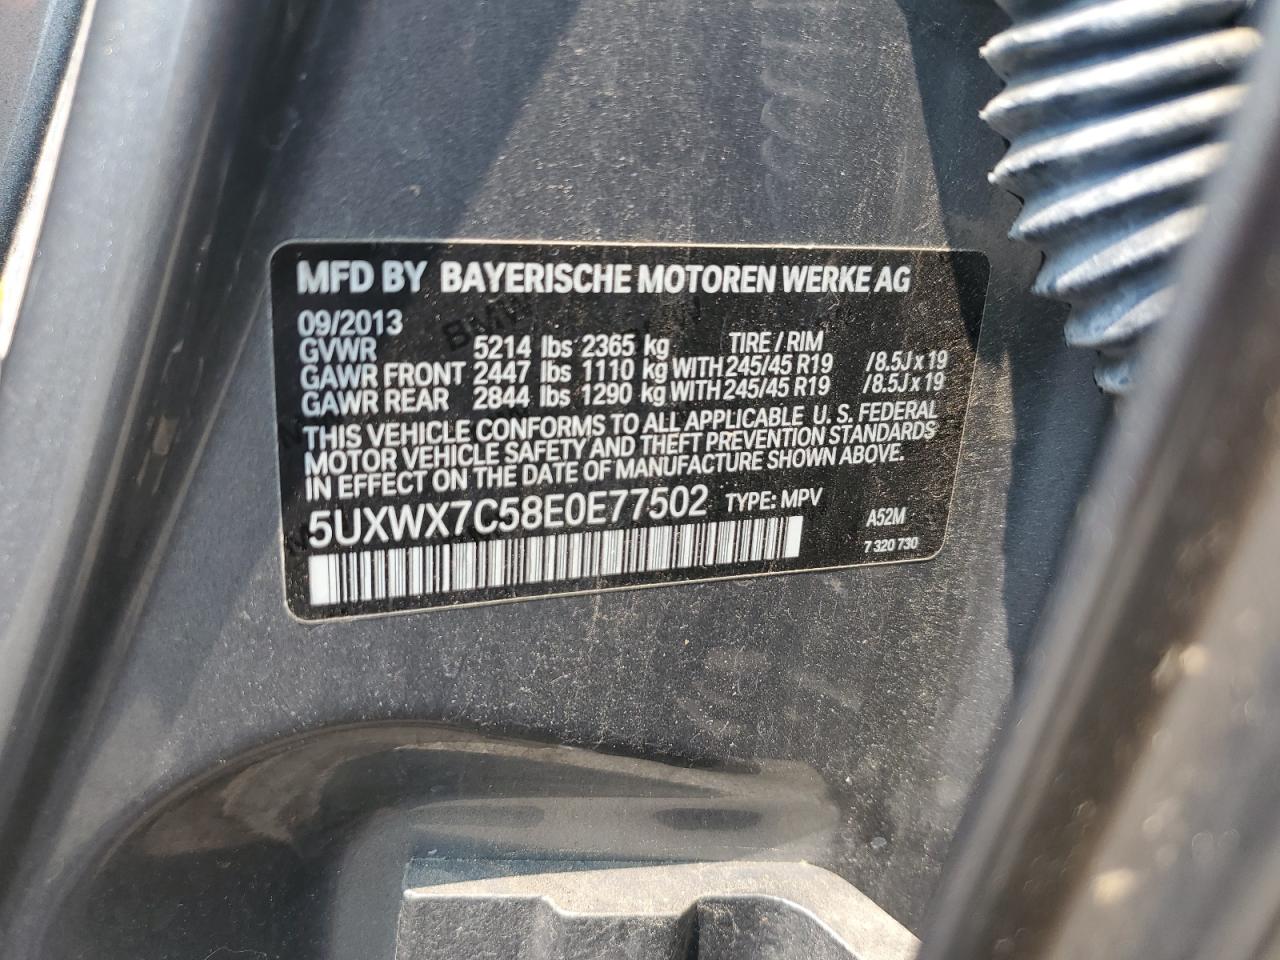 MFD BY BAYERISCHE MOTOREN WERKE AG
09/2013
GVWR 5214 lbs 2365 kg TIRE / RIM
GAWR FRONT 2447 lbs 1110 kg WITH 245/45 R19 /8.5J x 19
GAWR REAR 2844 lbs 1290 kg WITH 245/45 R19 /8.5J x 19
THIS VEHICLE CONFORMS TO ALL APPLICABLE U. S. FEDERAL
MOTOR VEHICLE SAFETY AND THEFT PREVENTION STANDARDS
IN EFFECT ON THE DATE OF MANUFACTURE SHOWN ABOVE.
5UXWX7C58E0E77502 TYPE: MPV
A52M
7 320 730